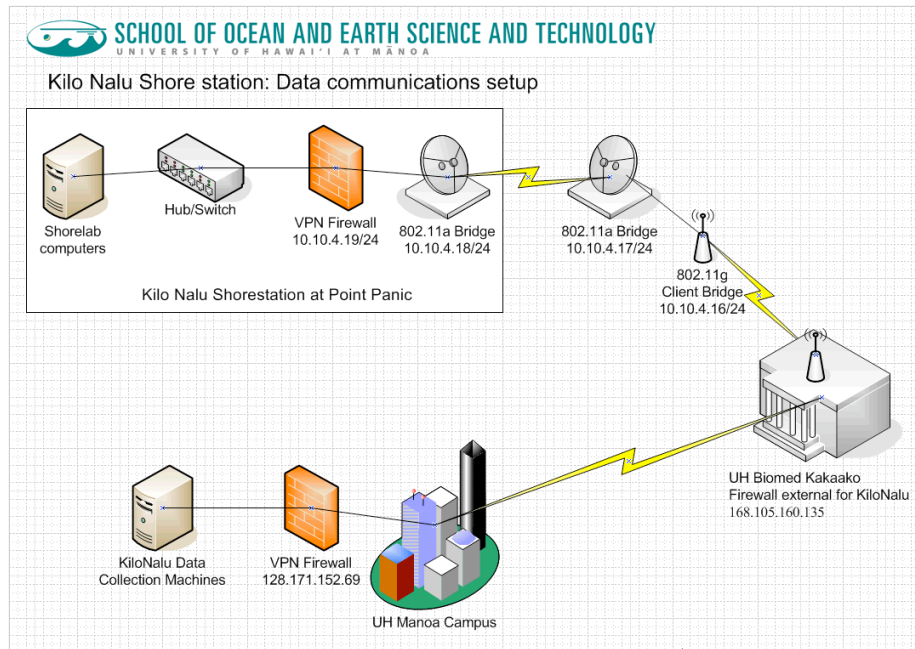 SCHOOL OF OCEAN AND EARTH SCIENCE AND TECHNOLOGY
UNIVERSITY OF HAWAIʻI AT MĀNOA
Kilo Nalu Shore station: Data communications setup
Shorelab
computers
Hub/Switch
VPN Firewall
10.10.4.19/24
802.11a Bridge
10.10.4.18/24
Kilo Nalu Shorestation at Point Panic
802.11a Bridge
10.10.4.17/24
802.11g
Client Bridge
10.10.4.16/24
UH Biomed Kakaako
Firewall external for KiloNalu
168.105.160.135
KiloNalu Data
Collection Machines
VPN Firewall
128.171.152.69
UH Manoa Campus